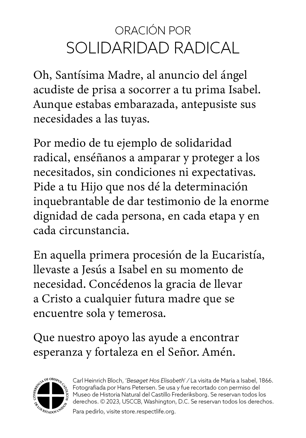 ORACIÓN POR
SOLIDARIDAD RADICAL
Oh, Santísima Madre, al anuncio del ángel
acudiste de prisa a socorrer a tu prima Isabel.
Aunque estabas embarazada, antepusiste sus
necesidades a las tuyas.
Por medio de tu ejemplo de solidaridad
radical, enséñanos a amparar y proteger a los
necesitados, sin condiciones ni expectativas.
Pide a tu Hijo que nos dé la determinación
inquebrantable de dar testimonio de la enorme
dignidad de cada persona, en cada etapa y en
cada circunstancia.
En aquella primera procesión de la Eucaristía,
llevaste a Jesús a Isabel en su momento de
necesidad. Concédenos la gracia de llevar
a Cristo a cualquier futura madre que se
encuentre sola y temerosa.
Que nuestro apoyo las ayude a encontrar
esperanza y fortaleza en el Señor. Amén.
Carl Heinrich Bloch, 'Besøget Hos Elisabeth' / La visita de María a Isabel, 1866.
Fotografiada por Hans Petersen. Se usa y fue recortado con permiso del
Museo de Historia Natural del Castillo Frederiksborg. Se reservan todos los
derechos. © 2023, USCCB, Washington, D.C. Se reservan todos los derechos.
Para pedirlo, visite store.respectlife.org.